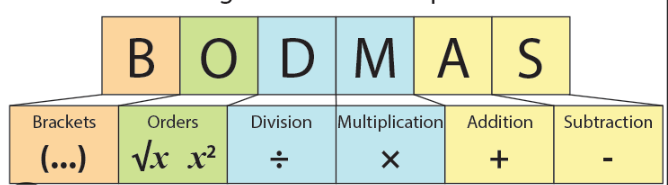 B O D M A S
Brackets Orders Division Multiplication Addition Subtraction
(...) √x x² ÷ × + -